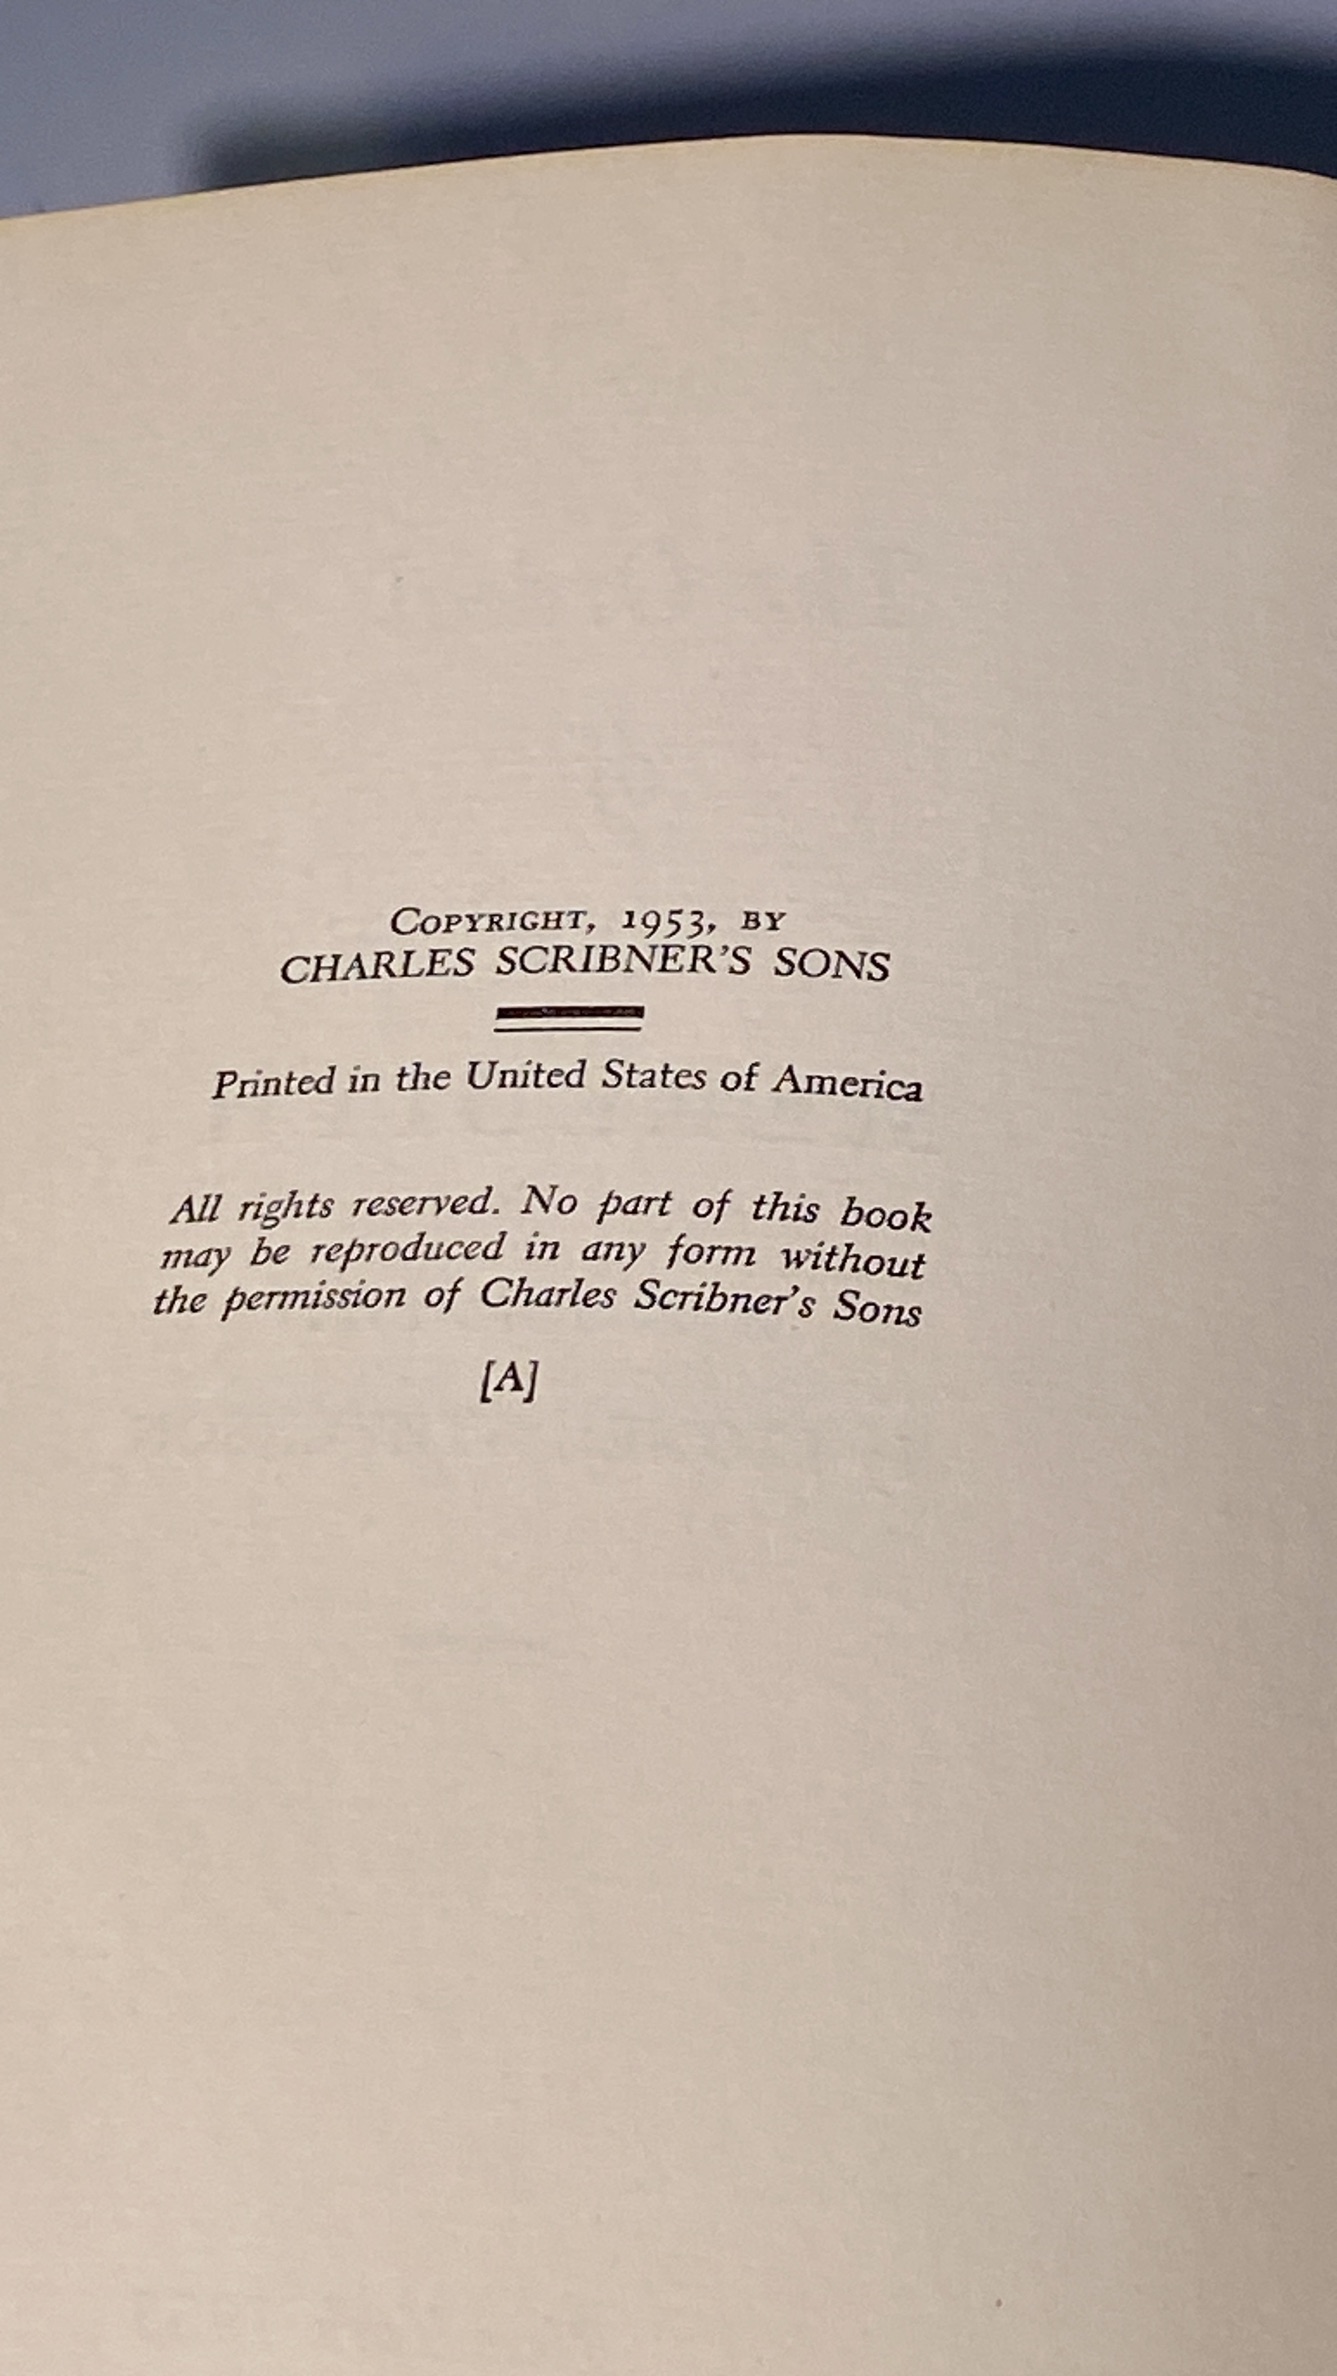 COPYRIGHT, 1953, BY
CHARLES SCRIBNER'S SONS
Printed in the United States of America
All rights reserved. No part of this book
may be reproduced in any form without
the permission of Charles Scribner's Sons
[A]